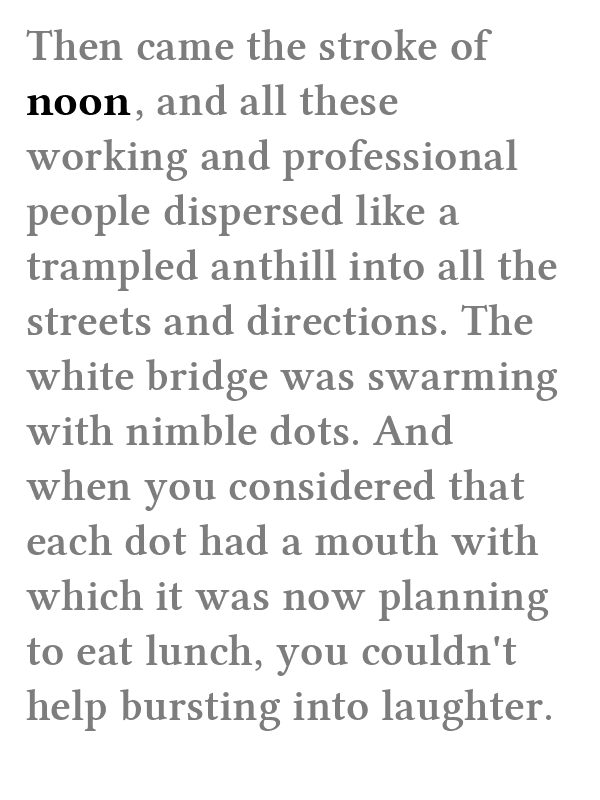 Then came the stroke of
noon, and all these
working and professional
people dispersed like a
trampled anthill into all the
streets and directions. The
white bridge was swarming
with nimble dots. And
when you considered that
each dot had a mouth with
which it was now planning
to eat lunch, you couldn't
help bursting into laughter.